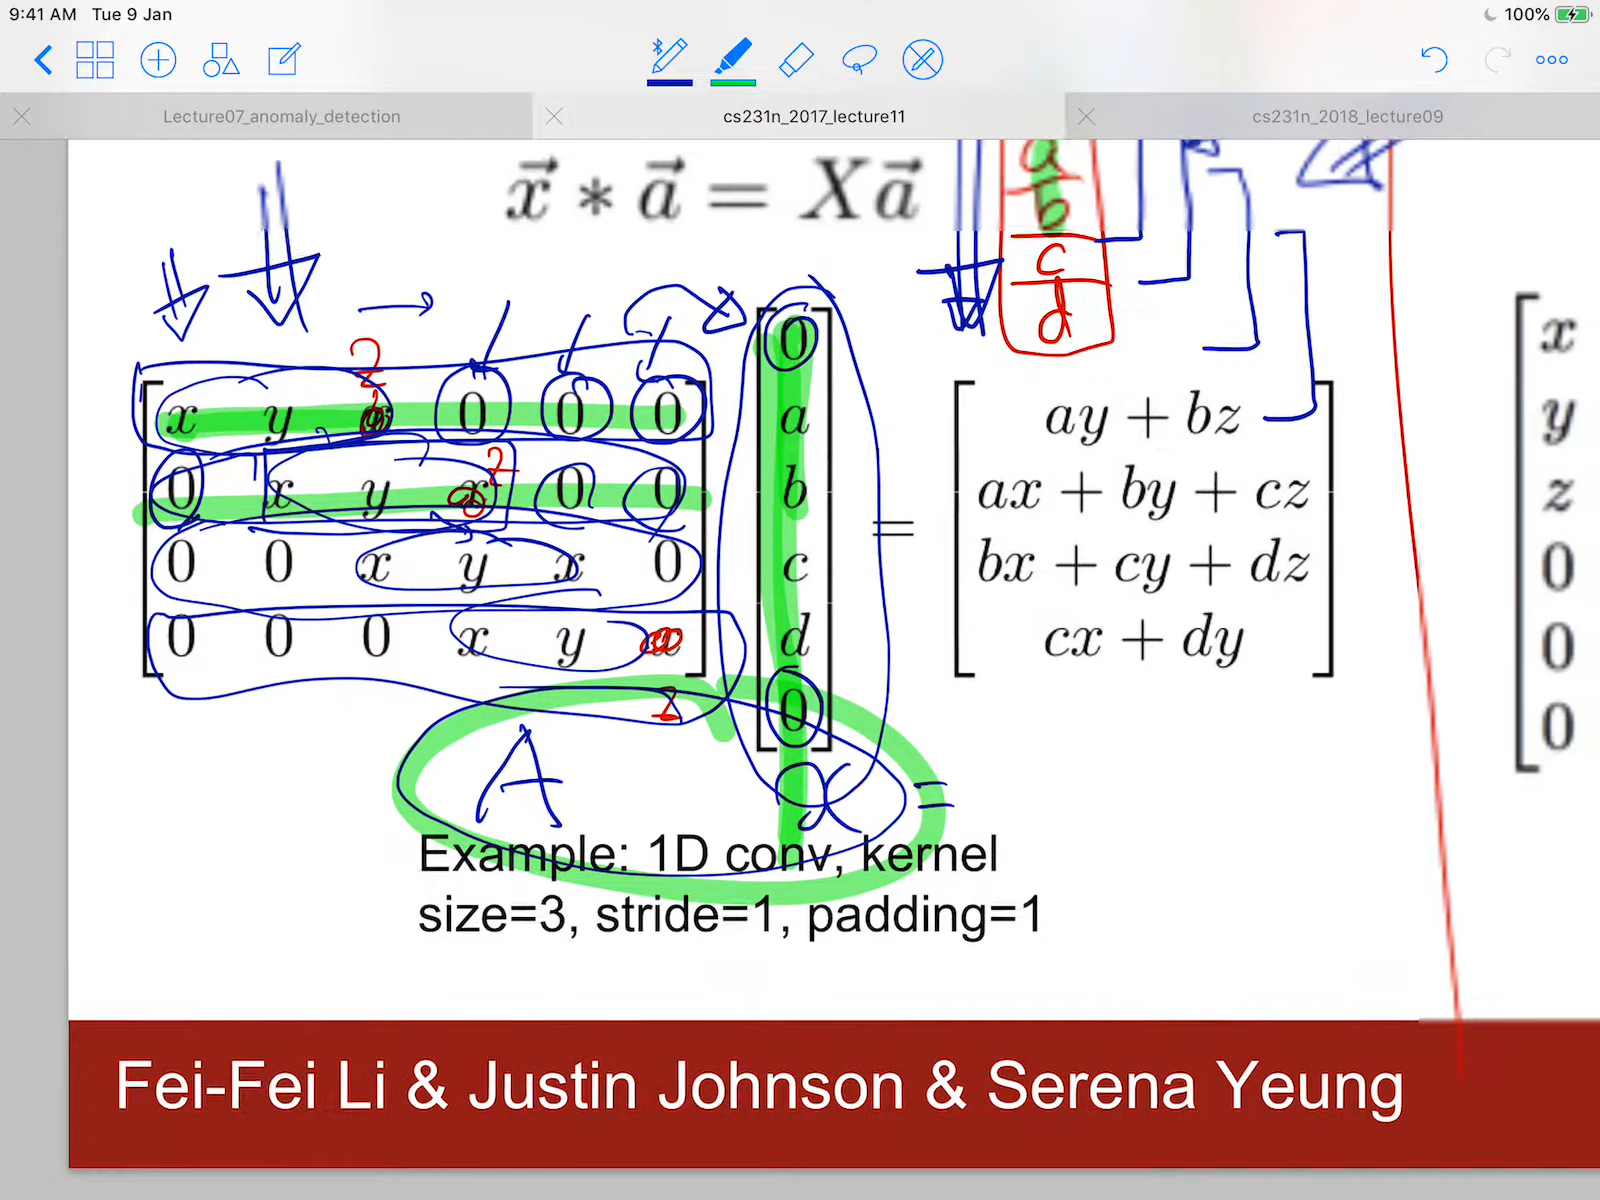 9:41 AM Tue 9 Jan
100%
Lecture07_anomaly_detection
cs231n_2017_lecture11
cs231n_2018_lecture09
x⃗ * a⃗ = Xa⃗
a
b
c
d
z
x y 0 0 0
z
0 x y x 0 0
0 0 x y x 0
0 0 0 x y
z
0
a
b
c
d
0
=
ay + bz
ax + by + cz
bx + cy + dz
cx + dy
x
y
z
0
0
0
A x =
Example: 1D conv, kernel
size=3, stride=1, padding=1
Fei-Fei Li & Justin Johnson & Serena Yeung